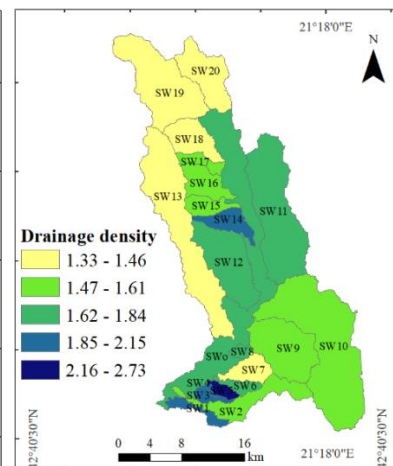 21°18'0"E
N
SW20
SW19
SW18
SW17
SW16
SW13
SW15
SW14
SW11
SW12
Drainage density
1.33 - 1.46
1.47 - 1.61
1.62 - 1.84
1.85 - 2.15
2.16 - 2.73
SW8
SW9
SW10
SW7
SW6
SW4
SW3
SW1
SW2
0 4 8 16
km
42°40'30"N
21°18'0"E
42°40'30"N